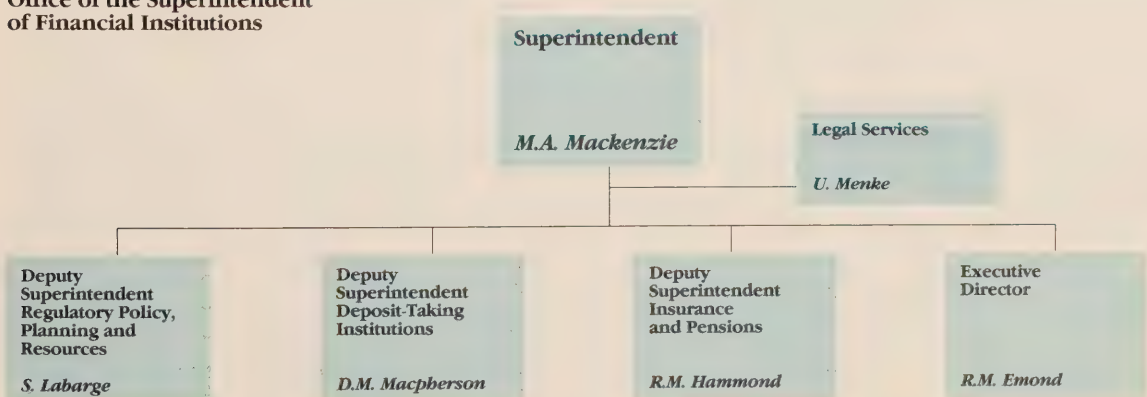 Office of the Superintendent
of Financial Institutions
Superintendent
M.A. Mackenzie
Legal Services
U. Menke
Deputy
Superintendent
Regulatory Policy,
Planning and
Resources
S. Labarge
Deputy
Superintendent
Deposit-Taking
Institutions
D.M. Macpherson
Deputy
Superintendent
Insurance
and Pensions
R.M. Hammond
Executive
Director
R.M. Emond